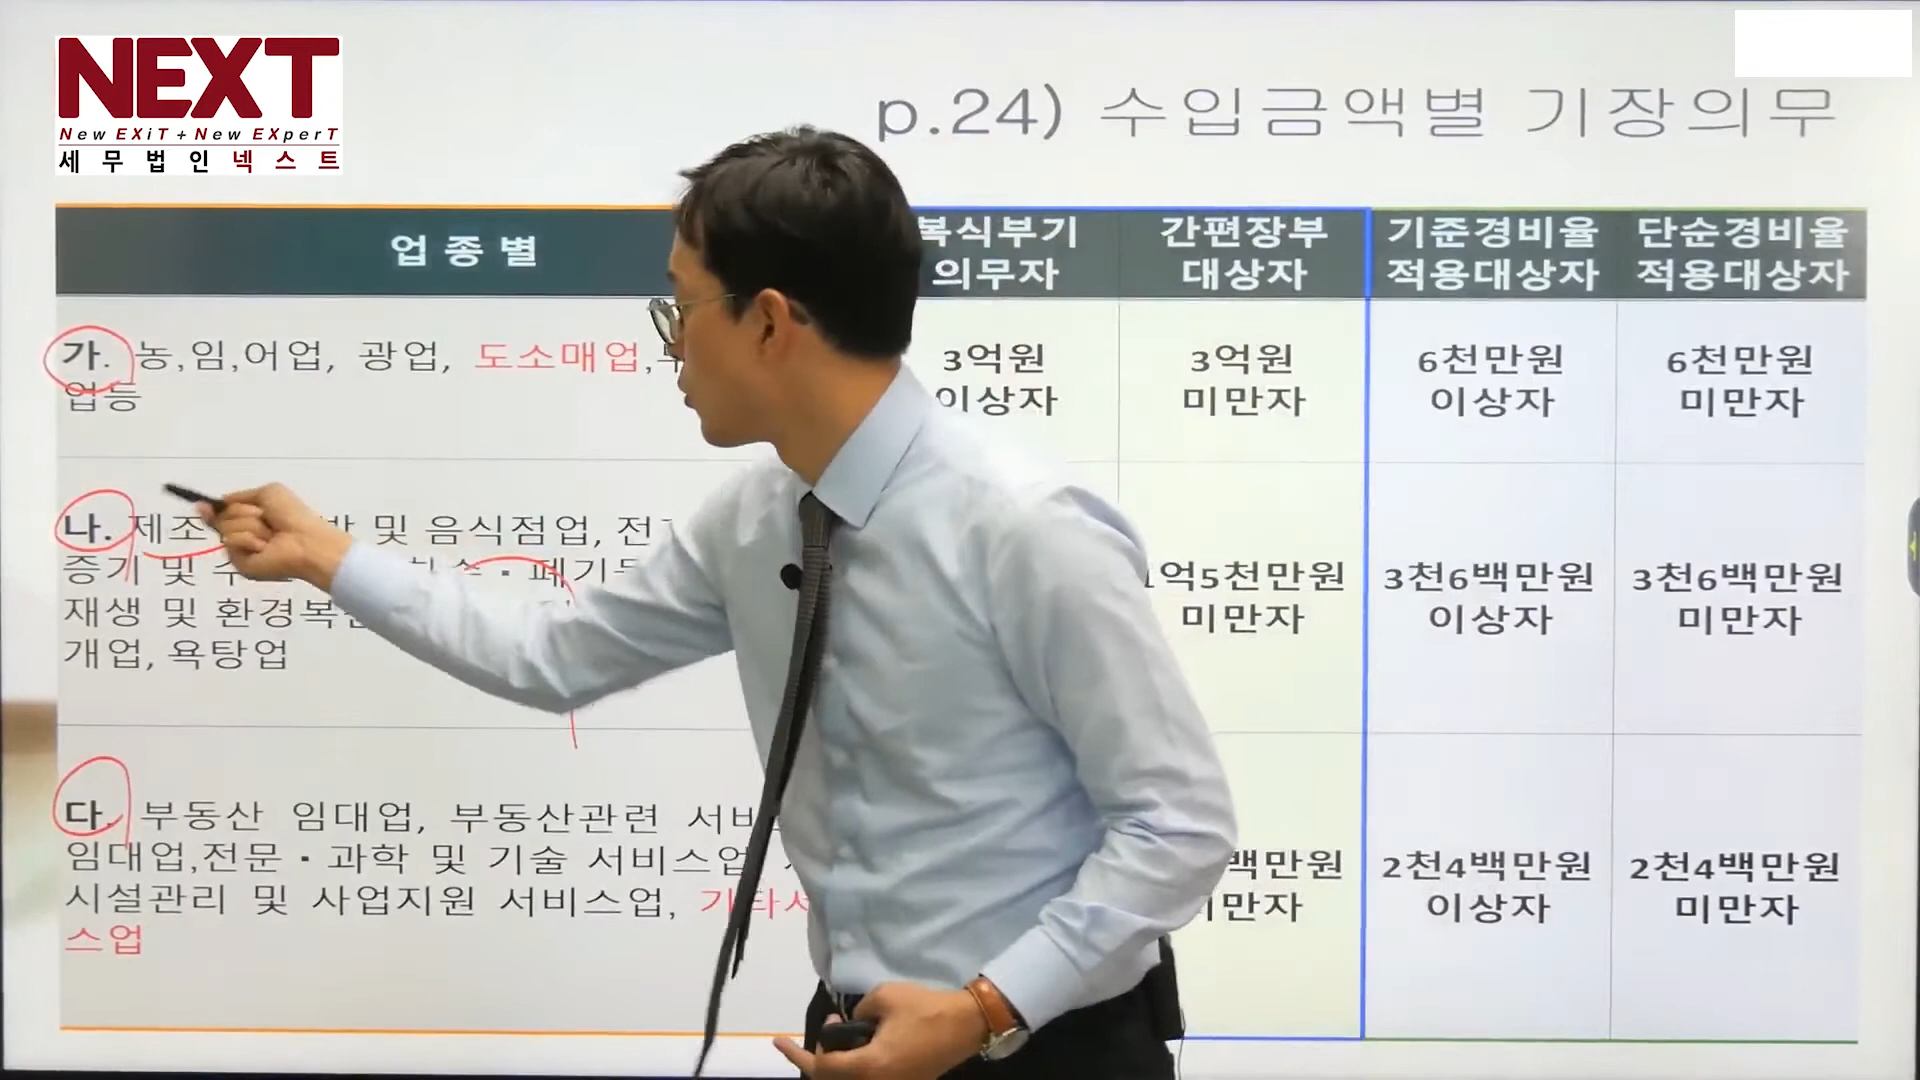 NEXT
New EXiT + New EXperT
세무법인넥스트
p.24) 수입금액별 기장의무
업종별
복식부기
의무자
간편장부
대상자
기준경비율
적용대상자
단순경비율
적용대상자
가. 농,임,어업, 광업, 도소매업,
업등
3억원
이상자
3억원
미만자
6천만원
이상자
6천만원
미만자
나. 및 음식점업,
증기 및
재생 및
개업, 욕탕업
1억5천만원
미만자
3천6백만원
이상자
3천6백만원
미만자
다. 부동산 임대업, 부동산관련
임대업,전문·과학 및 기술 서비스업
시설관리 및 사업지원 서비스업,
스업
백만원
미만자
2천4백만원
이상자
2천4백만원
미만자